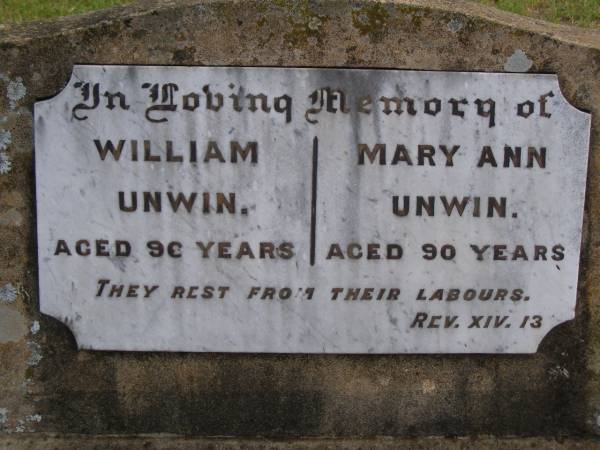 In Loving Memory of
WILLIAM
UNWIN.
AGED YEARS
MARY ANN
UNWIN.
AGED 90 YEARS
THEY REST FROM THEIR LABOURS.
REV. XIV. 13